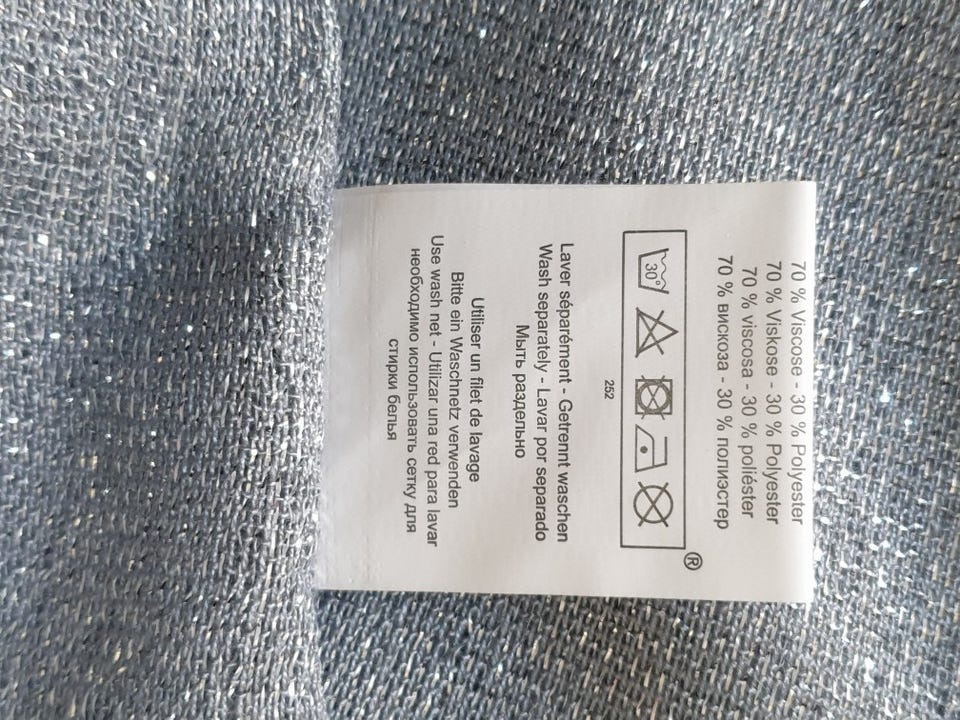 70 % Viscose - 30 % Polyester
70 % Viskose - 30 % Polyester
70 % viscosa - 30 % poliéster
70 % вискоза - 30 % полиэстер
®
30°
252
Laver séparément - Getrennt waschen
Wash separately - Lavar por separado
Мыть раздельно
Utiliser un filet de lavage
Bitte ein Waschnetz verwenden
Use wash net - Utilizar una red para lavar
необходимо использовать сетку для
стирки белья